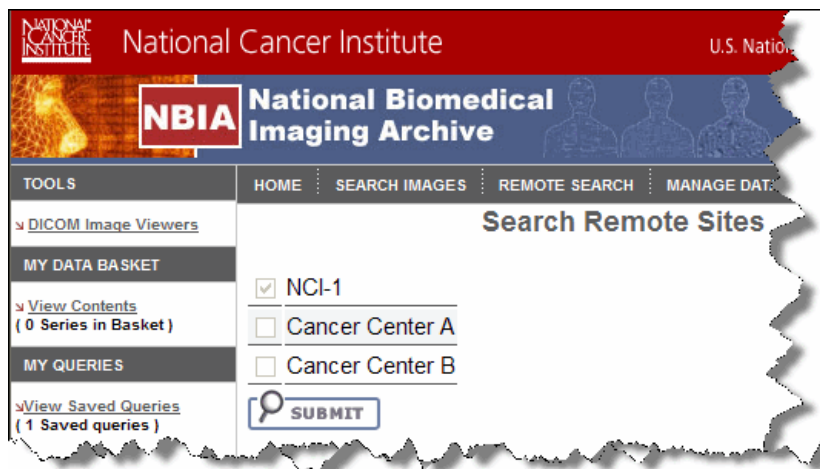 NATIONAL
CANCER
INSTITUTE
National Cancer Institute
U.S. Natio
NBIA
National Biomedical
Imaging Archive
TOOLS
HOME
SEARCH IMAGES
REMOTE SEARCH
MANAGE DAT
DICOM Image Viewers
Search Remote Sites
MY DATA BASKET
View Contents
( 0 Series in Basket )
MY QUERIES
View Saved Queries
( 1 Saved queries )
NCI-1
Cancer Center A
Cancer Center B
SUBMIT